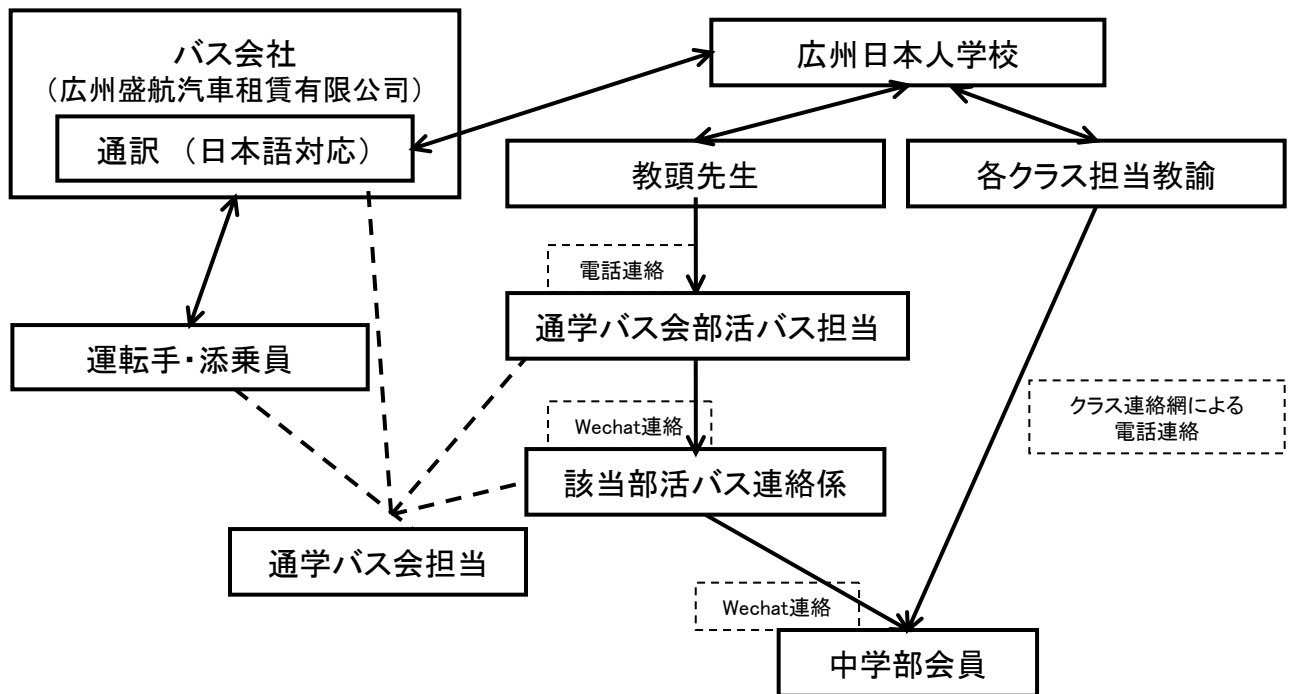 バス会社
（広州盛航汽車租賃有限公司）
通訳 （日本語対応）
広州日本人学校
教頭先生
各クラス担当教諭
電話連絡
通学バス会部活バス担当
運転手・添乗員
クラス連絡網による
電話連絡
Wechat連絡
該当部活バス連絡係
通学バス会担当
Wechat連絡
中学部会員